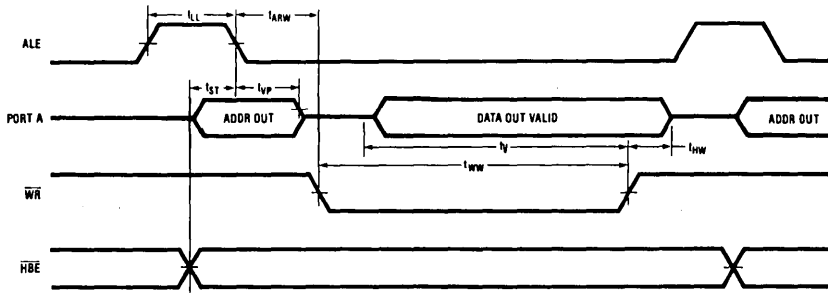 tLL
tARW
ALE
tST
tVP
PORT A
ADDR OUT
DATA OUT VALID
ADDR OUT
tV
tHW
tWW
WR
HBE